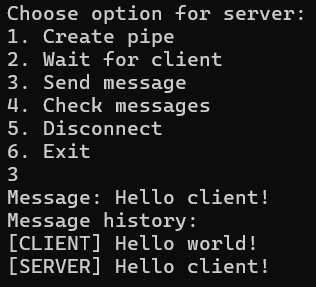 Choose option for server:
1. Create pipe
2. Wait for client
3. Send message
4. Check messages
5. Disconnect
6. Exit
3
Message: Hello client!
Message history:
[CLIENT] Hello world!
[SERVER] Hello client!